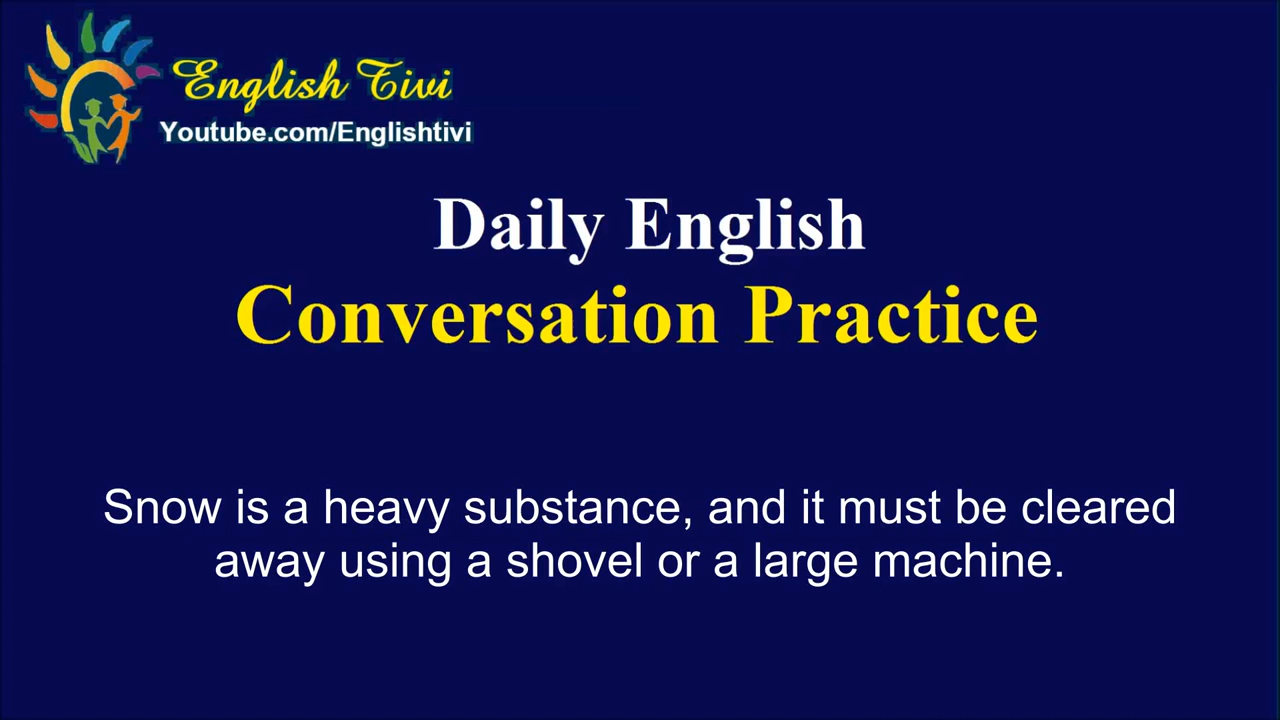 English Tivi
Youtube.com/Englishtivi
Daily English
Conversation Practice
Snow is a heavy substance, and it must be cleared
away using a shovel or a large machine.